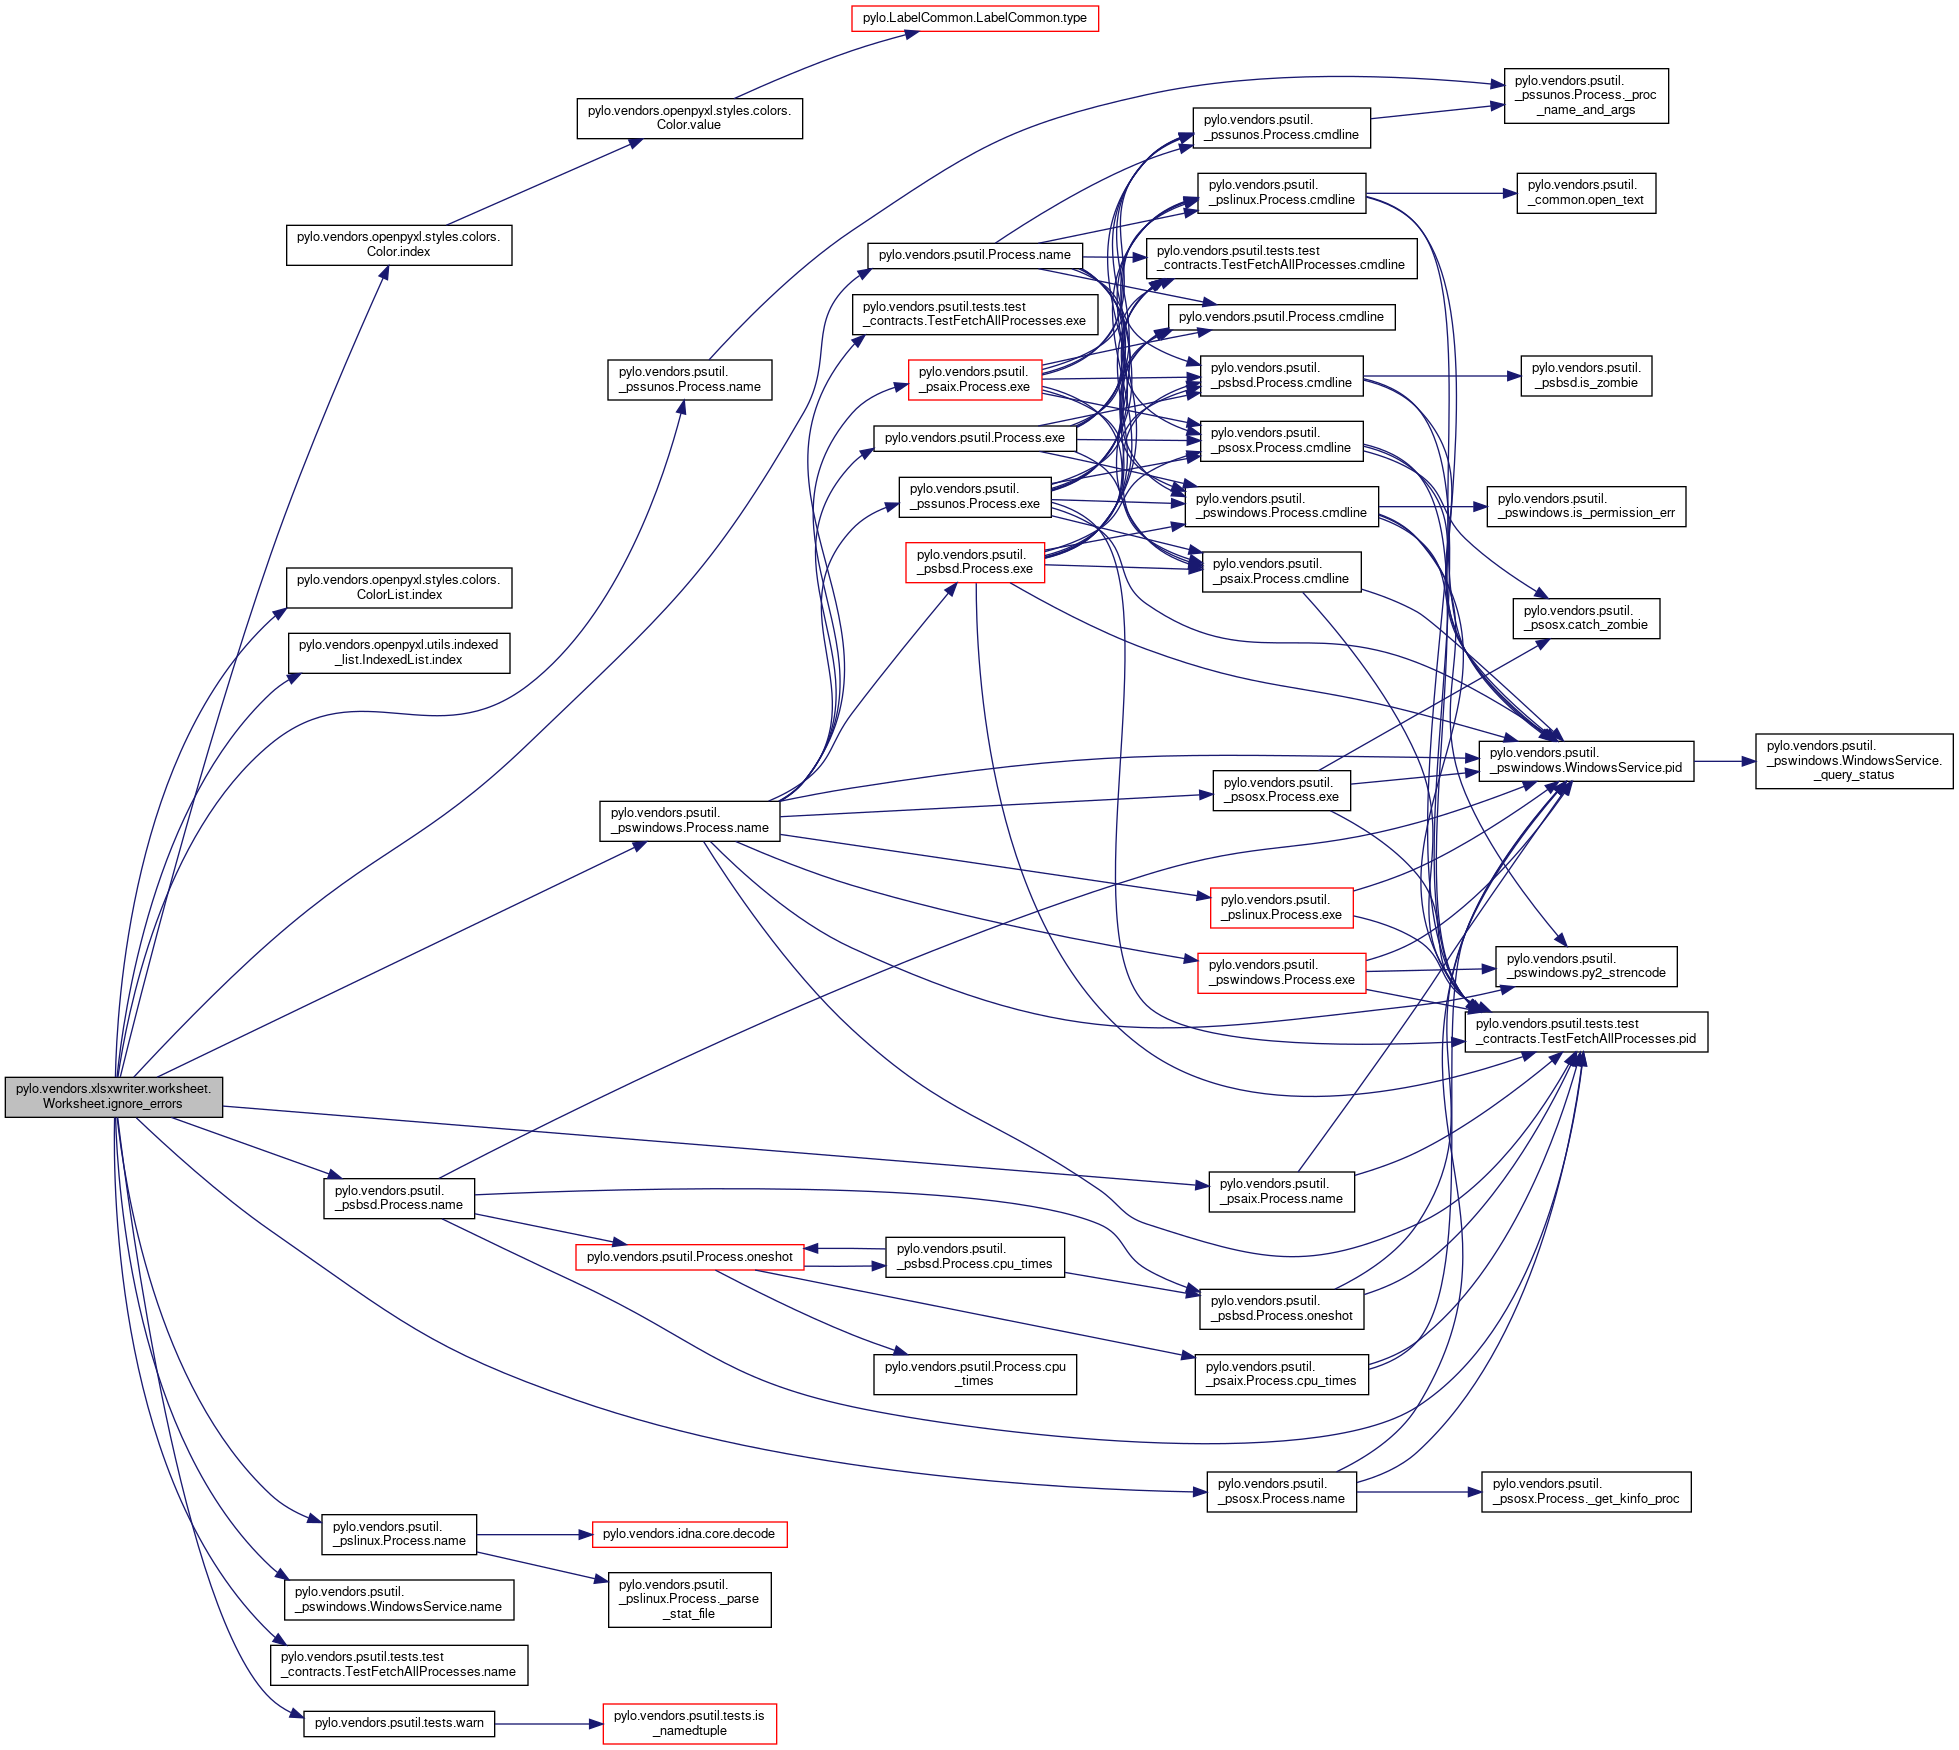 pylo.LabelCommon.LabelCommon.type
pylo.vendors.openpyxl.styles.colors.
Color.value
pylo.vendors.openpyxl.styles.colors.
Color.index
pylo.vendors.psutil.
_pssunos.Process.name
pylo.vendors.openpyxl.styles.colors.
ColorList.index
pylo.vendors.openpyxl.utils.indexed
_list.IndexedList.index
pylo.vendors.psutil.
_pswindows.Process.name
pylo.vendors.xlsxwriter.worksheet.
Worksheet.ignore_errors
pylo.vendors.psutil.
_psbsd.Process.name
pylo.vendors.psutil.Process.oneshot
pylo.vendors.psutil.
_pslinux.Process.name
pylo.vendors.idna.core.decode
pylo.vendors.psutil.
_pslinux.Process._parse
_stat_file
pylo.vendors.psutil.
_pswindows.WindowsService.name
pylo.vendors.psutil.tests.test
_contracts.TestFetchAllProcesses.name
pylo.vendors.psutil.tests.warn
pylo.vendors.psutil.tests.is
_namedtuple
pylo.vendors.psutil.Process.name
pylo.vendors.psutil.tests.test
_contracts.TestFetchAllProcesses.exe
pylo.vendors.psutil.
_psaix.Process.exe
pylo.vendors.psutil.Process.exe
pylo.vendors.psutil.
_pssunos.Process.exe
pylo.vendors.psutil.
_psbsd.Process.exe
pylo.vendors.psutil.
_psbsd.Process.cpu_times
pylo.vendors.psutil.Process.cpu
_times
pylo.vendors.psutil.
_pssunos.Process.cmdline
pylo.vendors.psutil.
_pslinux.Process.cmdline
pylo.vendors.psutil.tests.test
_contracts.TestFetchAllProcesses.cmdline
pylo.vendors.psutil.Process.cmdline
pylo.vendors.psutil.
_psbsd.Process.cmdline
pylo.vendors.psutil.
_psosx.Process.cmdline
pylo.vendors.psutil.
_pswindows.Process.cmdline
pylo.vendors.psutil.
_psaix.Process.cmdline
pylo.vendors.psutil.
_psosx.Process.exe
pylo.vendors.psutil.
_pslinux.Process.exe
pylo.vendors.psutil.
_pswindows.Process.exe
pylo.vendors.psutil.
_psaix.Process.name
pylo.vendors.psutil.
_psbsd.Process.oneshot
pylo.vendors.psutil.
_psaix.Process.cpu_times
pylo.vendors.psutil.
_psosx.Process.name
pylo.vendors.psutil.
_pssunos.Process._proc
_name_and_args
pylo.vendors.psutil.
_common.open_text
pylo.vendors.psutil.
_psbsd.is_zombie
pylo.vendors.psutil.
_pswindows.is_permission_err
pylo.vendors.psutil.
_psosx.catch_zombie
pylo.vendors.psutil.
_pswindows.WindowsService.pid
pylo.vendors.psutil.
_pswindows.WindowsService.
_query_status
pylo.vendors.psutil.
_pswindows.py2_strencode
pylo.vendors.psutil.tests.test
_contracts.TestFetchAllProcesses.pid
pylo.vendors.psutil.
_psosx.Process._get_kinfo_proc